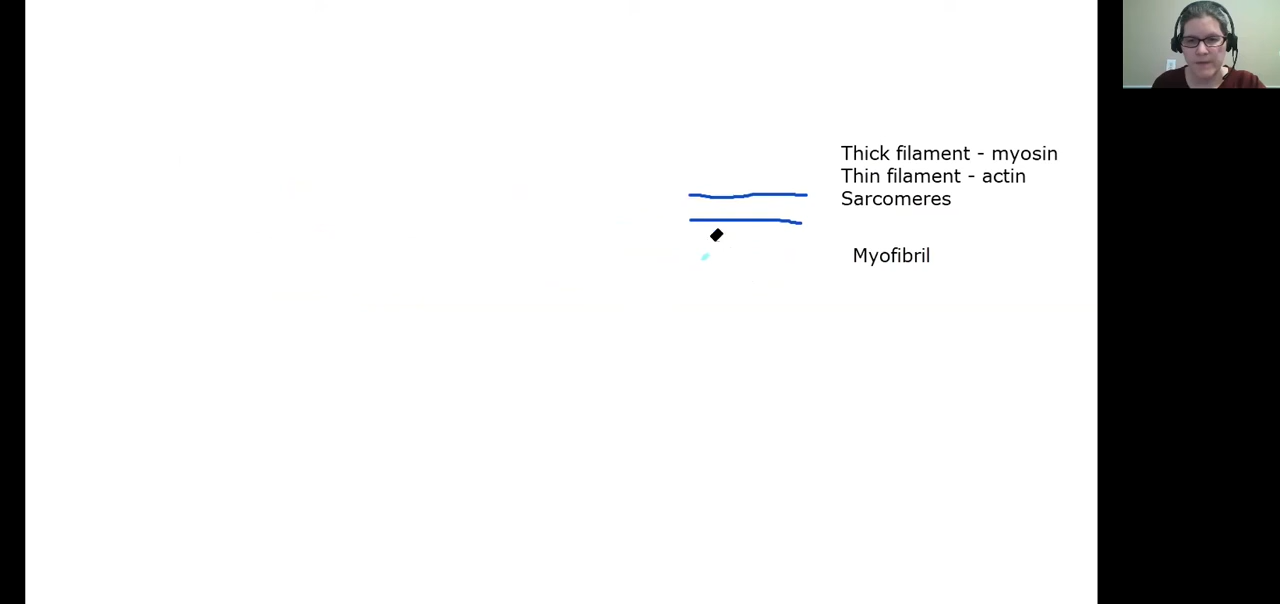 Thick filament - myosin
Thin filament - actin
Sarcomeres
Myofibril